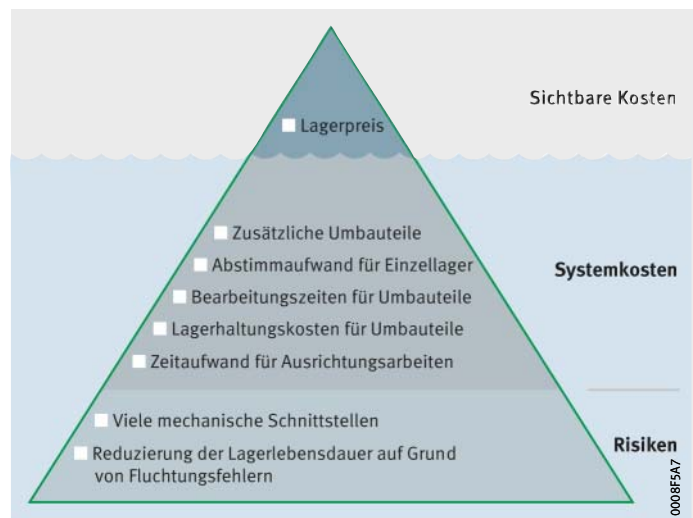 Sichtbare Kosten
Lagerpreis
Zusätzliche Umbauteile
Abstimmaufwand für Einzellager
Systemkosten
Bearbeitungszeiten für Umbauteile
Lagerhaltungskosten für Umbauteile
Zeitaufwand für Ausrichtungsarbeiten
Viele mechanische Schnittstellen
Risiken
Reduzierung der Lagerlebensdauer auf Grund
von Fluchtungsfehlern
0008F5A7